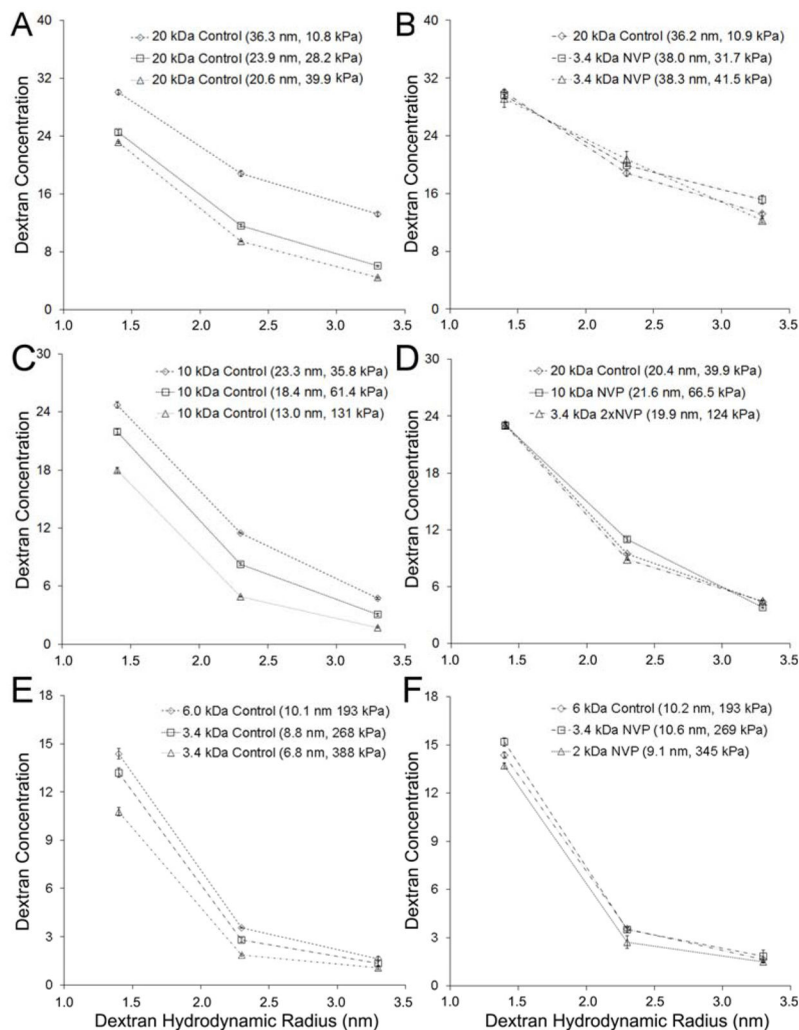 A
20 kDa Control (36.3 nm, 10.8 kPa)
20 kDa Control (23.9 nm, 28.2 kPa)
20 kDa Control (20.6 nm, 39.9 kPa)
Dextran Concentration
40
32
24
16
8
0
1.0 1.5 2.0 2.5 3.0 3.5
B
20 kDa Control (36.2 nm, 10.9 kPa)
3.4 kDa NVP (38.0 nm, 31.7 kPa)
3.4 kDa NVP (38.3 nm, 41.5 kPa)
Dextran Concentration
40
32
24
16
8
0
1.0 1.5 2.0 2.5 3.0 3.5
C
10 kDa Control (23.3 nm, 35.8 kPa)
10 kDa Control (18.4 nm, 61.4 kPa)
10 kDa Control (13.0 nm, 131 kPa)
Dextran Concentration
30
24
18
12
6
0
1.0 1.5 2.0 2.5 3.0 3.5
D
20 kDa Control (20.4 nm, 39.9 kPa)
10 kDa NVP (21.6 nm, 66.5 kPa)
3.4 kDa 2xNVP (19.9 nm, 124 kPa)
Dextran Concentration
30
24
18
12
6
0
1.0 1.5 2.0 2.5 3.0 3.5
E
6.0 kDa Control (10.1 nm 193 kPa)
3.4 kDa Control (8.8 nm, 268 kPa)
3.4 kDa Control (6.8 nm, 388 kPa)
Dextran Concentration
18
15
12
9
6
3
0
1.0 1.5 2.0 2.5 3.0 3.5
Dextran Hydrodynamic Radius (nm)
F
6 kDa Control (10.2 nm, 193 kPa)
3.4 kDa NVP (10.6 nm, 269 kPa)
2 kDa NVP (9.1 nm, 345 kPa)
Dextran Concentration
18
15
12
9
6
3
0
1.0 1.5 2.0 2.5 3.0 3.5
Dextran Hydrodynamic Radius (nm)